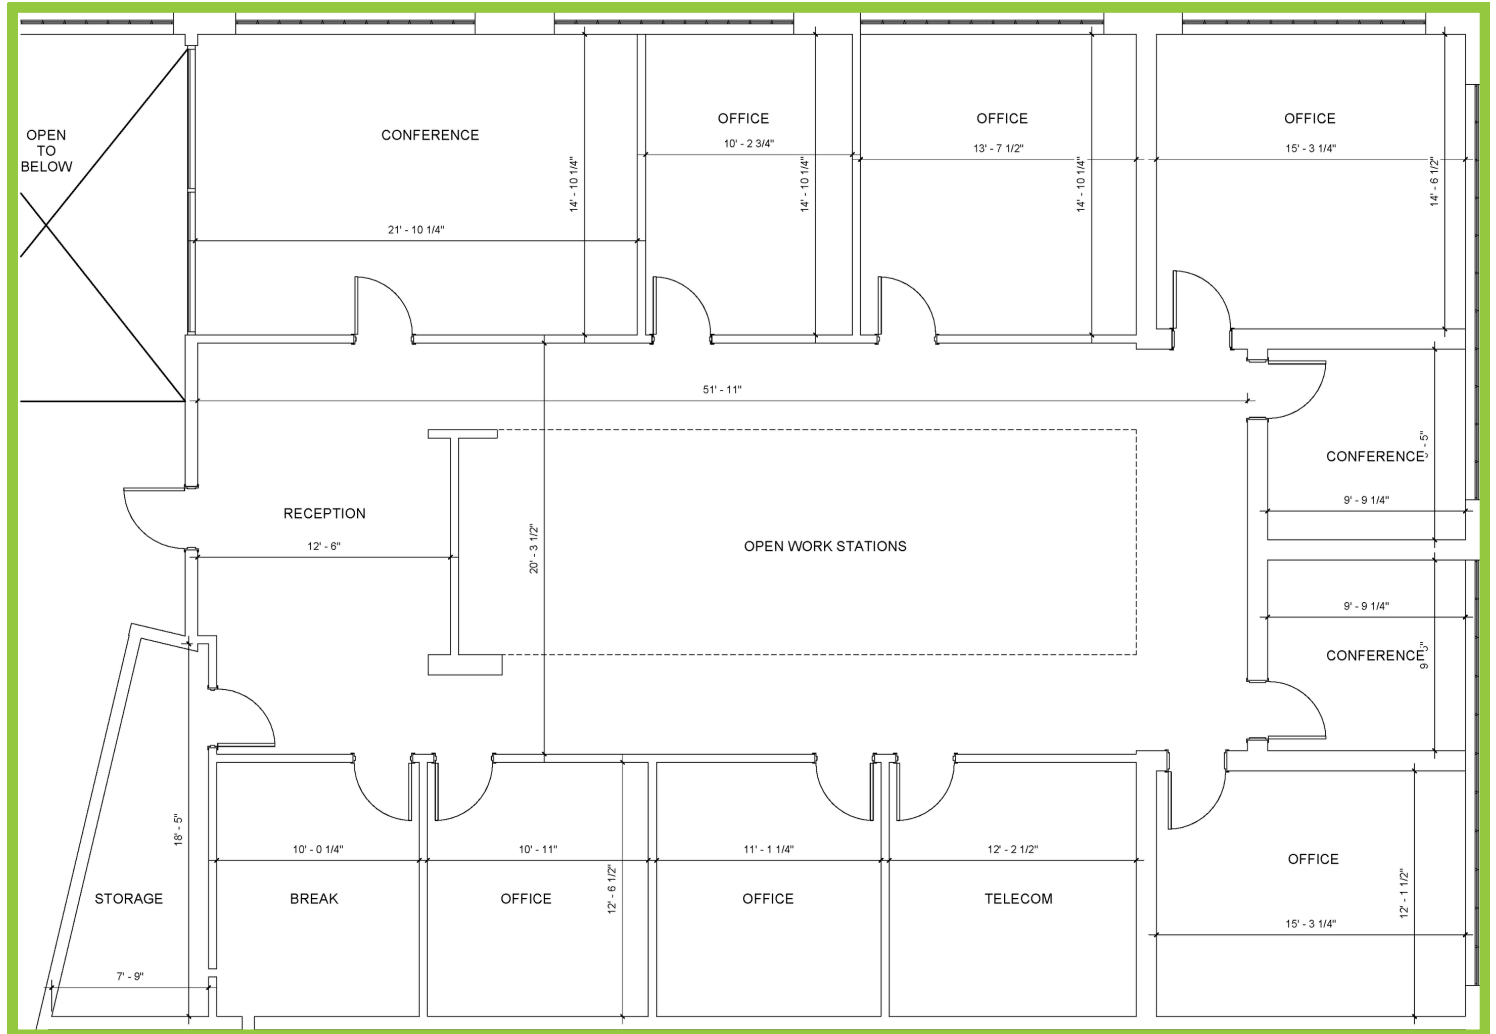 OPEN
TO
BELOW
CONFERENCE
21' - 10 1/4"
14' - 10 1/4"
OFFICE
10' - 2 3/4"
14' - 10 1/4"
OFFICE
13' - 7 1/2"
14' - 10 1/4"
OFFICE
15' - 3 1/4"
14' - 6 1/2"
51' - 11"
CONFERENCE
- 5"
9' - 9 1/4"
RECEPTION
12' - 6"
20' - 3 1/2"
OPEN WORK STATIONS
9' - 9 1/4"
CONFERENCE
18' - 5"
STORAGE
7' - 9"
10' - 0 1/4"
BREAK
10' - 11"
OFFICE
12' - 6 1/2"
11' - 1 1/4"
OFFICE
12' - 2 1/2"
TELECOM
OFFICE
15' - 3 1/4"
12' - 1 1/2"